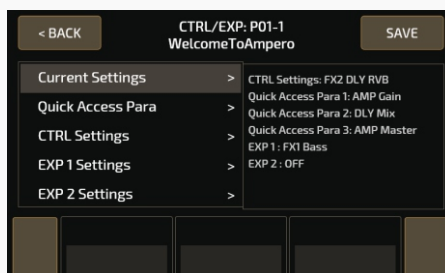 < BACK
CTRL/EXP: P01-1
WelcomeToAmpero
SAVE
Current Settings >
Quick Access Para >
CTRL Settings >
EXP 1 Settings >
EXP 2 Settings >
CTRL Settings: FX2 DLY RVB
Quick Access Para 1: AMP Gain
Quick Access Para 2: DLY Mix
Quick Access Para 3: AMP Master
EXP 1 : FX1 Bass
EXP 2 : OFF